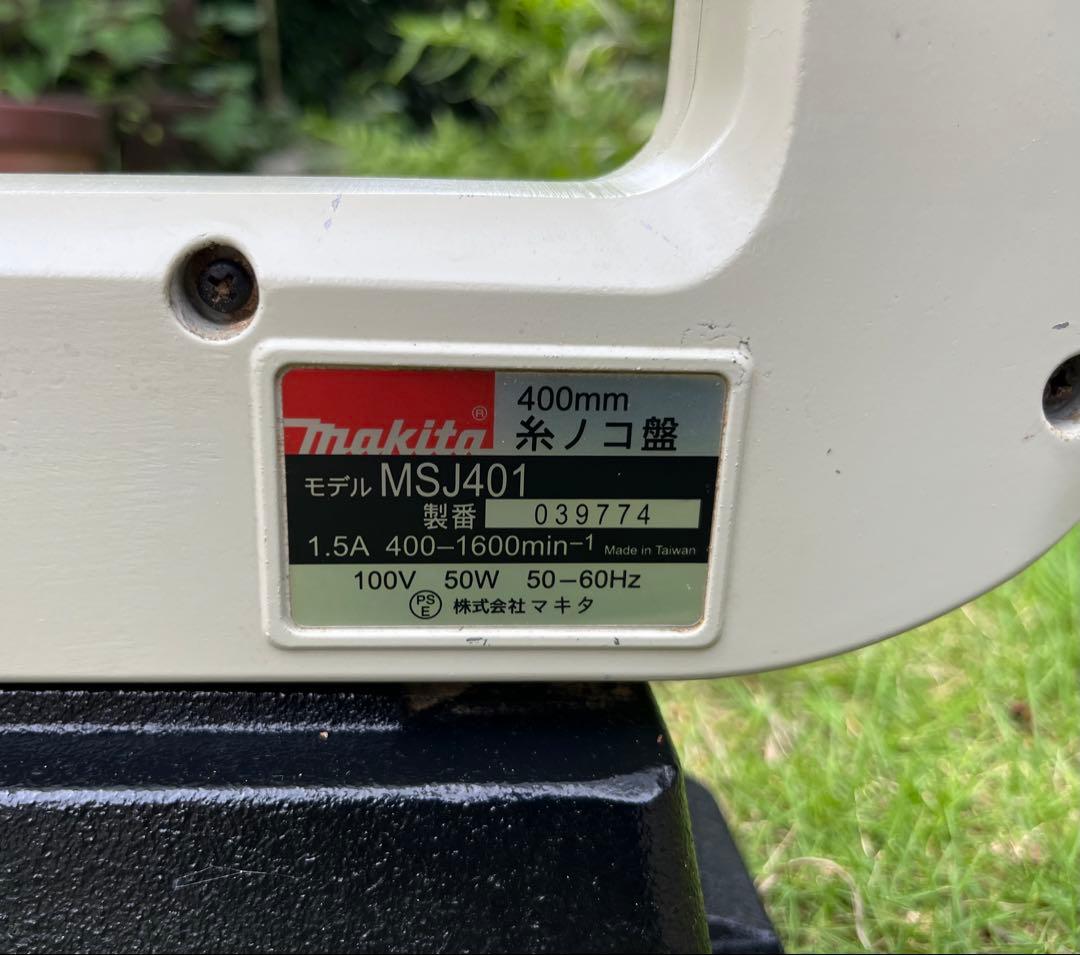 makita®
400mm
糸ノコ盤
モデル MSJ401
製番 039774
1.5A 400–1600min-1 Made in Taiwan
100V 50W 50–60Hz
PS
E 株式会社マキタ